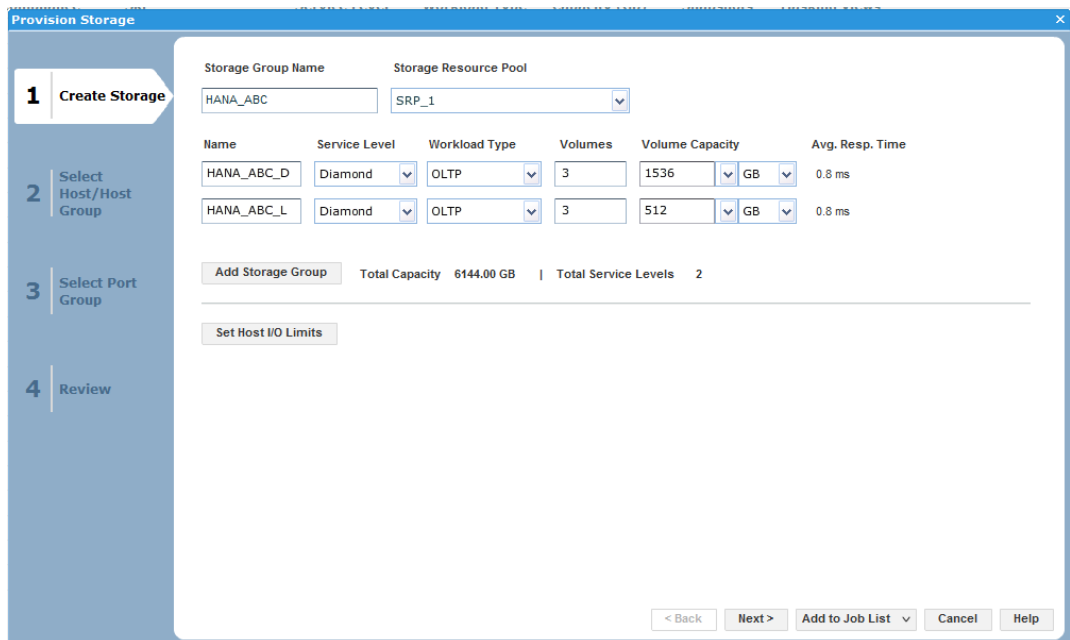 Provision Storage
1 Create Storage
2 Select Host/Host Group
3 Select Port Group
4 Review
Storage Group Name Storage Resource Pool
HANA_ABC SRP_1
Name Service Level Workload Type Volumes Volume Capacity Avg. Resp. Time
HANA_ABC_D Diamond OLTP 3 1536 GB 0.8 ms
HANA_ABC_L Diamond OLTP 3 512 GB 0.8 ms
Add Storage Group Total Capacity 6144.00 GB | Total Service Levels 2
Set Host I/O Limits
< Back Next > Add to Job List Cancel Help